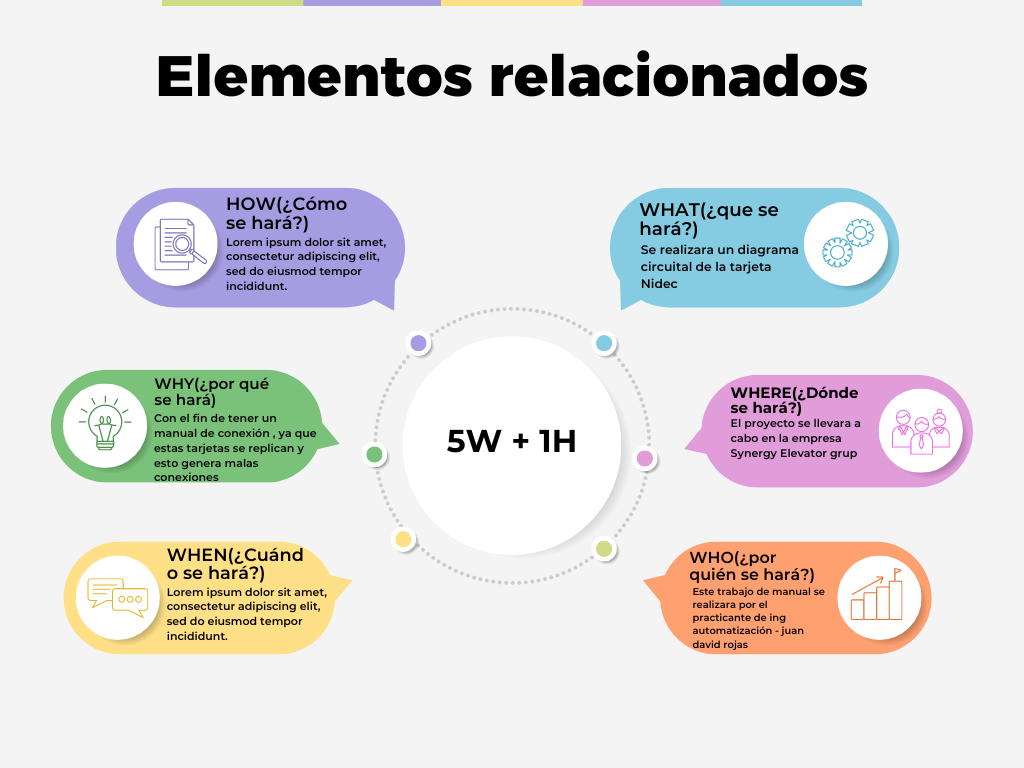 Elementos relacionados
HOW(¿Cómo
se hará?)
Lorem ipsum dolor sit amet,
consectetur adipiscing elit,
sed do eiusmod tempor
incididunt.
WHAT(¿que se
hará?)
Se realizara un diagrama
circuital de la tarjeta
Nidec
WHY(¿por qué
se hará)
Con el fin de tener un
manual de conexión , ya que
estas tarjetas se replican y
esto genera malas
conexiones
5W + 1H
WHERE(¿Dónde
se hará?)
El proyecto se llevara a
cabo en la empresa
Synergy Elevator grup
WHEN(¿Cuánd
o se hará?)
Lorem ipsum dolor sit amet,
consectetur adipiscing elit,
sed do eiusmod tempor
incididunt.
WHO(¿por
quién se hará?)
Este trabajo de manual se
realizara por el
practicante de ing
automatización - juan
david rojas